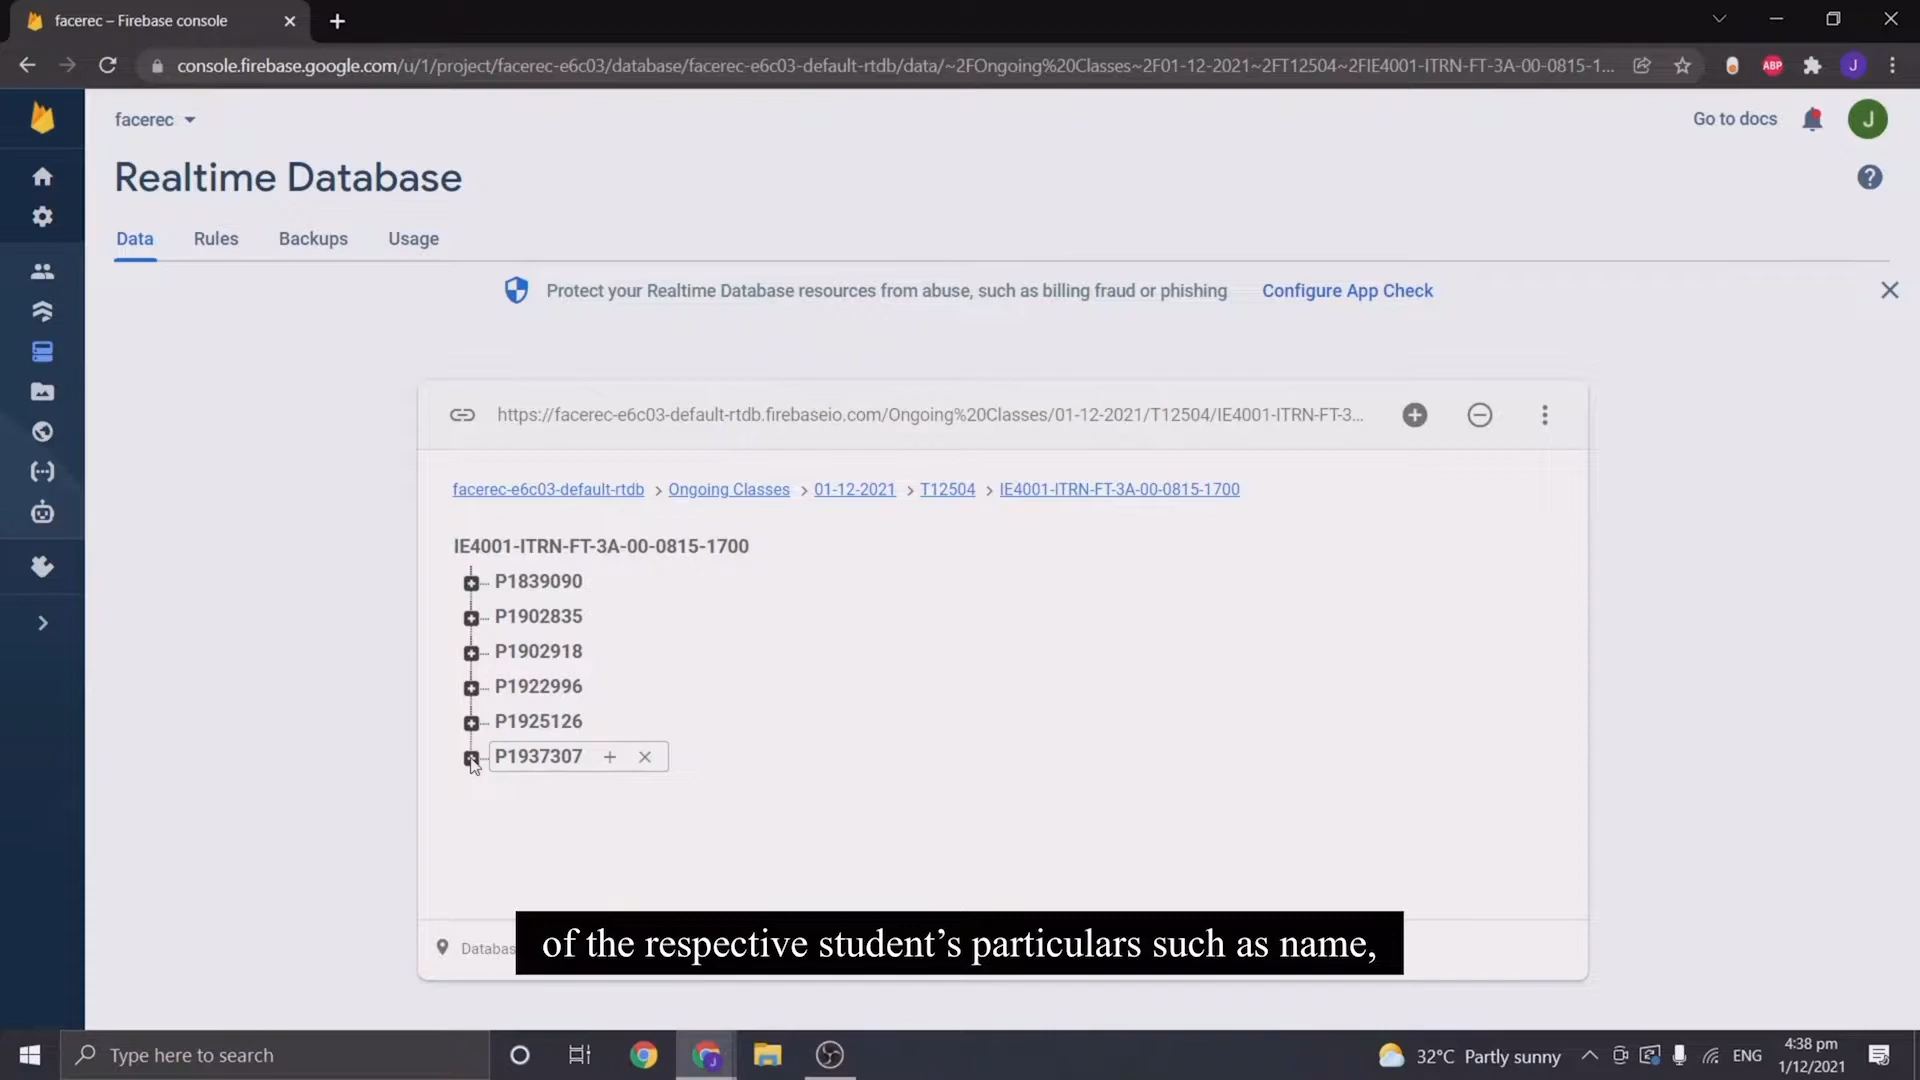 facerec – Firebase console
console.firebase.google.com/u/1/project/facerec-e6c03/database/facerec-e6c03-default-rtdb/data/~2FOngoing%20Classes~2F01-12-2021~2FT12504~2FIE4001-ITRN-FT-3A-00-0815-1...
ABP
J
facerec
Go to docs
J
Realtime Database
Data
Rules
Backups
Usage
Protect your Realtime Database resources from abuse, such as billing fraud or phishing
Configure App Check
https://facerec-e6c03-default-rtdb.firebaseio.com/Ongoing%20Classes/01-12-2021/T12504/IE4001-ITRN-FT-3...
facerec-e6c03-default-rtdb > Ongoing Classes > 01-12-2021 > T12504 > IE4001-ITRN-FT-3A-00-0815-1700
IE4001-ITRN-FT-3A-00-0815-1700
P1839090
P1902835
P1902918
P1922996
P1925126
P1937307
of the respective student’s particulars such as name,
Type here to search
32°C Partly sunny
ENG
4:38 pm
1/12/2021